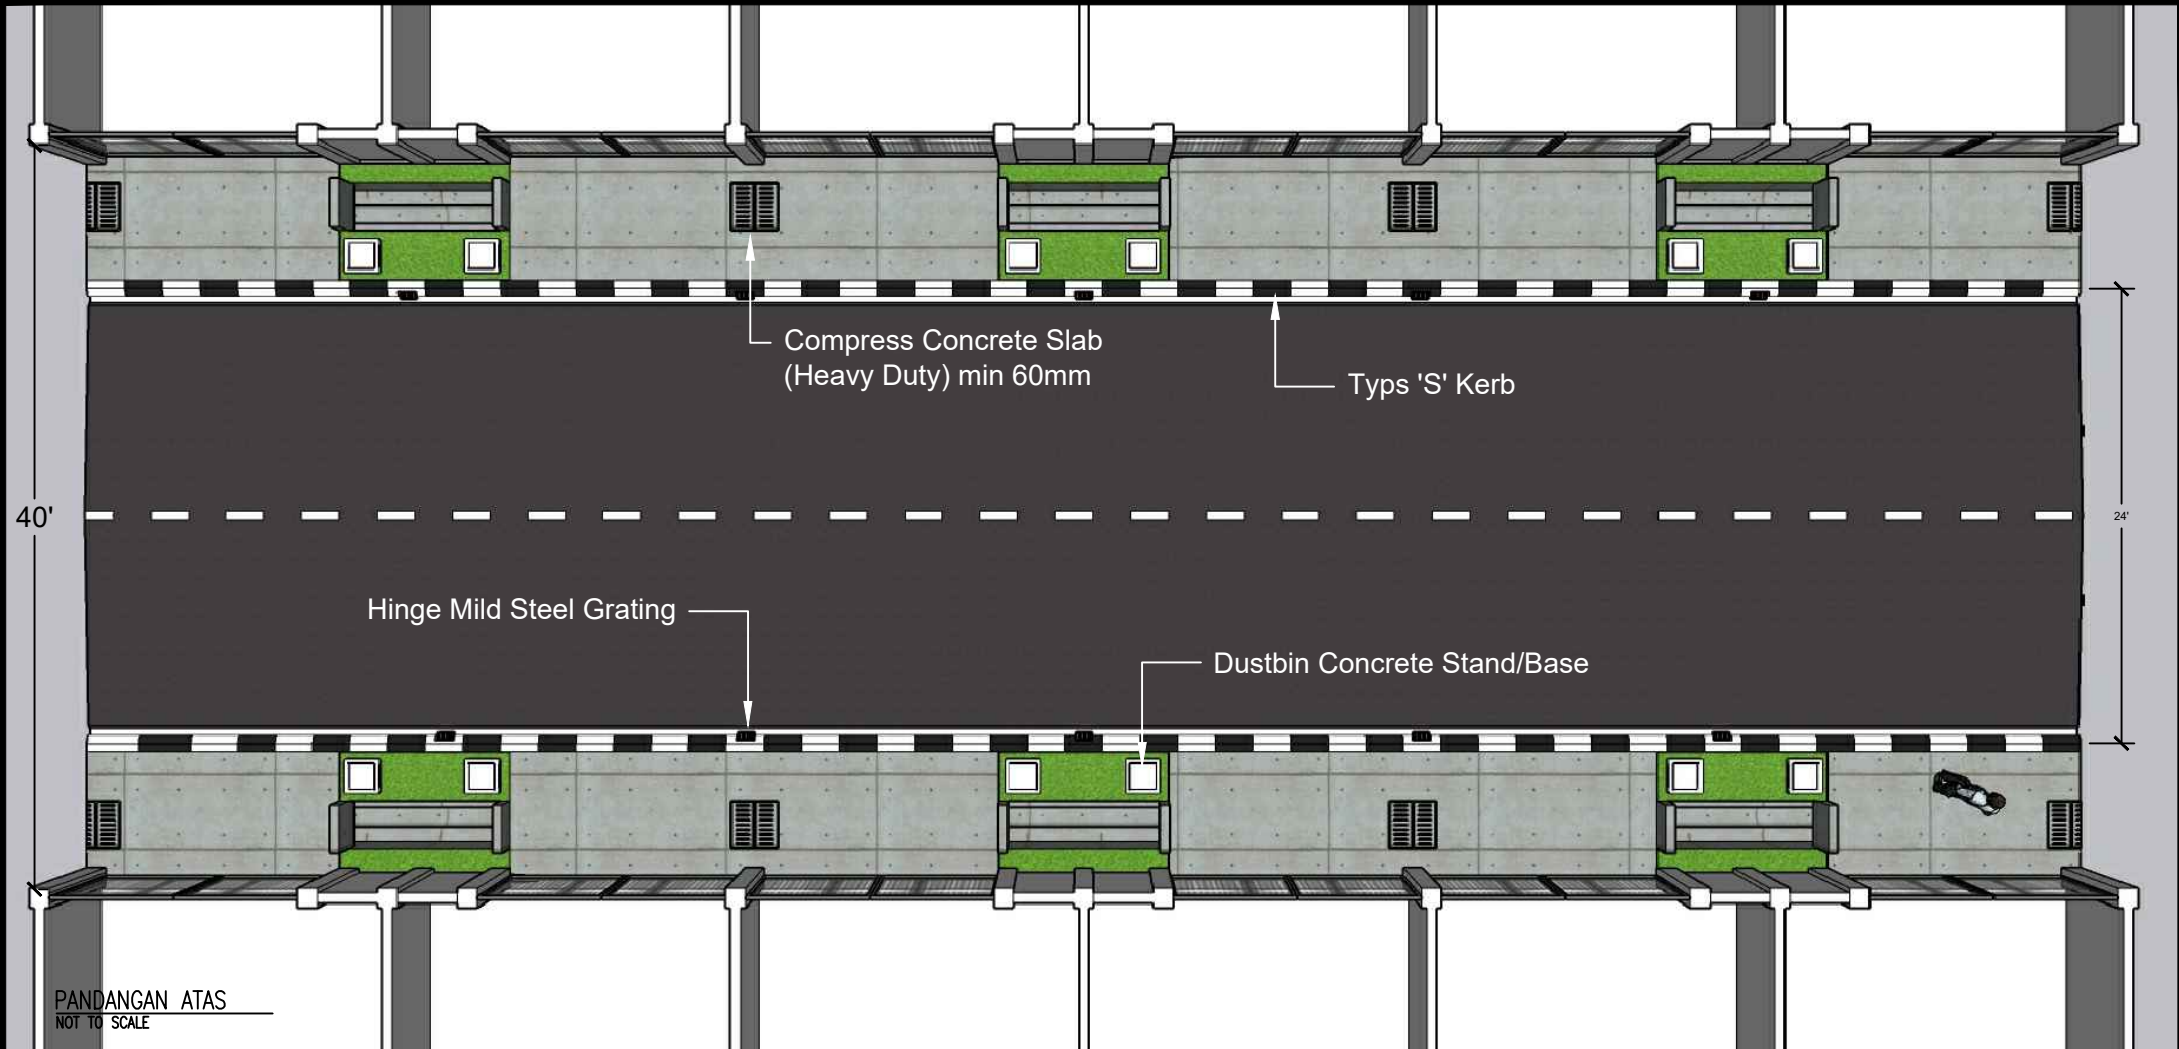 Compress Concrete Slab
(Heavy Duty) min 60mm
Typs 'S' Kerb
40'
24'
Hinge Mild Steel Grating
Dustbin Concrete Stand/Base
PANDANGAN ATAS
NOT TO SCALE